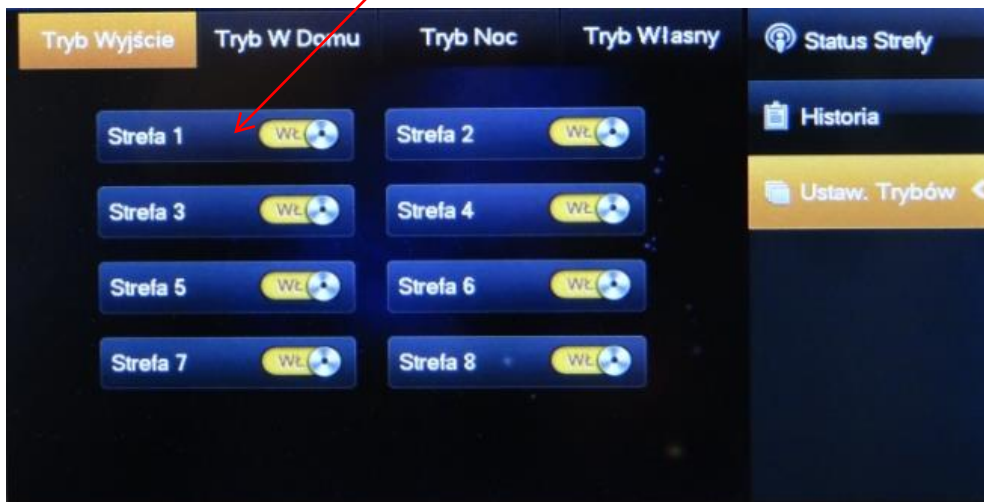 Tryb Wyjście Tryb W Domu Tryb Noc Tryb Własny
Strefa 1 WŁ Strefa 2 WŁ
Strefa 3 WŁ Strefa 4 WŁ
Strefa 5 WŁ Strefa 6 WŁ
Strefa 7 WŁ Strefa 8 WŁ
Status Strefy
Historia
Ustaw. Trybów